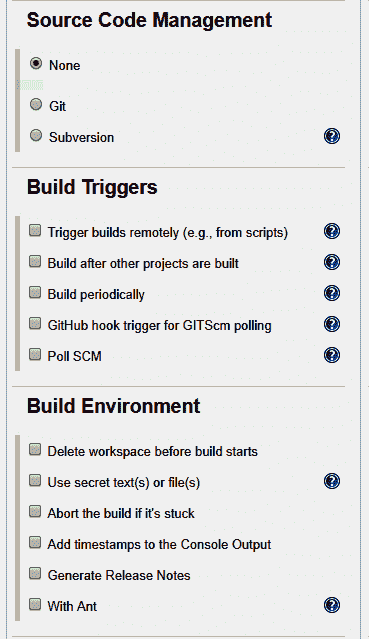 Source Code Management
None
Git
Subversion
Build Triggers
Trigger builds remotely (e.g., from scripts)
Build after other projects are built
Build periodically
GitHub hook trigger for GITScm polling
Poll SCM
Build Environment
Delete workspace before build starts
Use secret text(s) or file(s)
Abort the build if it's stuck
Add timestamps to the Console Output
Generate Release Notes
With Ant